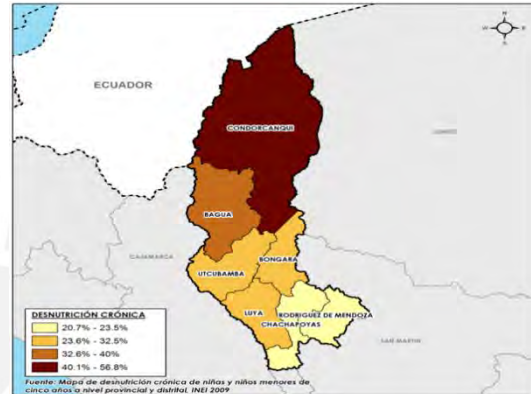 N
W
E
S
ECUADOR
CONDORCANQUI
BAGUA
CAJAMARCA
BONGARA
UTCUBAMBA
LUYA
RODRIGUEZ DE MENDOZA
CHACHAPOYAS
SAN MARTIN
DESNUTRICIÓN CRÓNICA
20.7% - 23.5%
23.6% - 32.5%
32.6% - 40%
40.1% - 56.8%
Fuente: Mapa de desnutrición crónica de niñas y niños menores de
cinco años a nivel provincial y distrital, INEI 2009